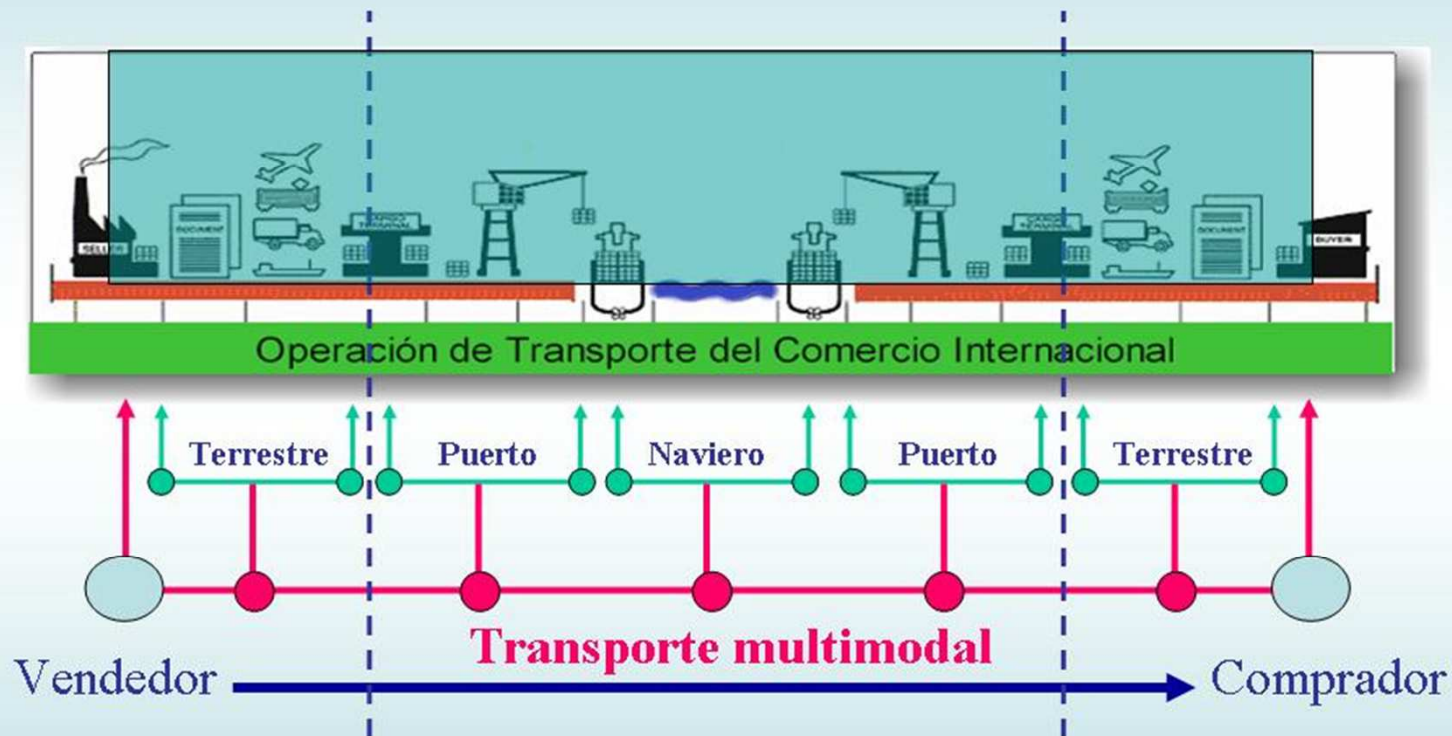 SELLER
DOCUMENT
CARGO TERMINAL
CARGO TERMINAL
DOCUMENT
BUYER
Operación de Transporte del Comercio Internacional
Terrestre
Puerto
Naviero
Puerto
Terrestre
Transporte multimodal
Vendedor
Comprador